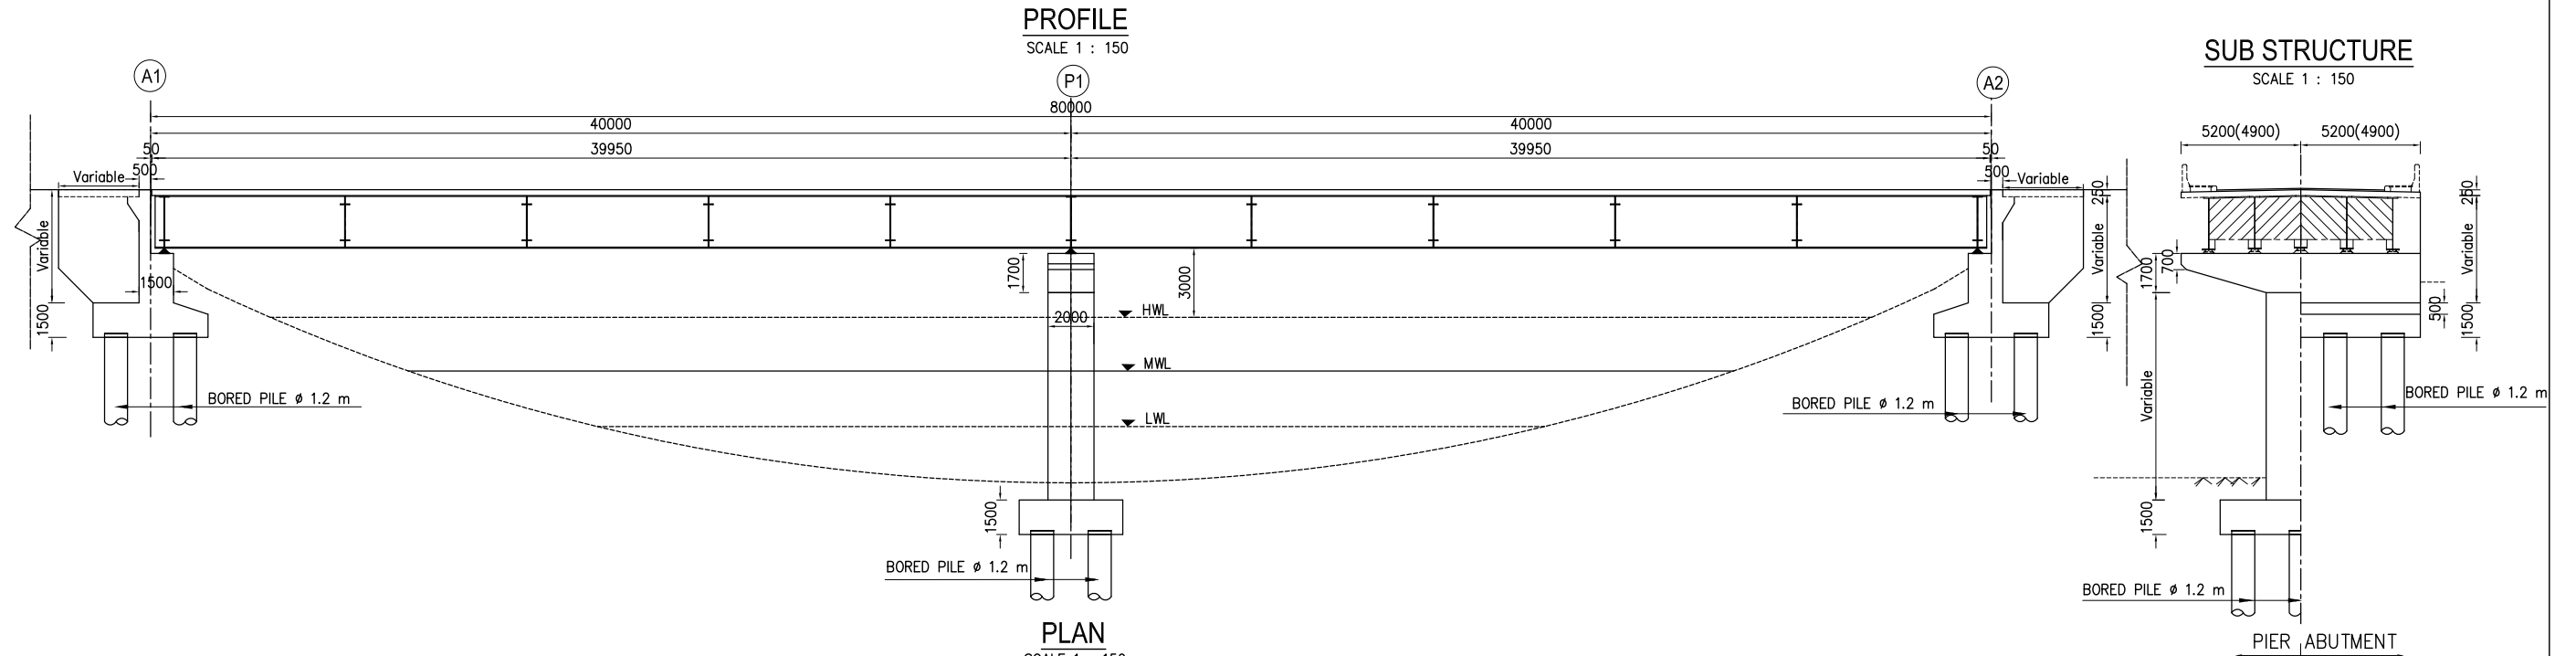 PROFILE
SCALE 1 : 150
A1
P1
A2
80000
40000
40000
50
39950
39950
50
500
Variable
500
Variable
Variable
1500
1500
1700
3000
2000
HWL
MWL
LWL
BORED PILE ø 1.2 m
BORED PILE ø 1.2 m
1500
BORED PILE ø 1.2 m
250
Variable
1500
SUB STRUCTURE
SCALE 1 : 150
5200(4900)
5200(4900)
250
Variable
1700
700
500
1500
Variable
BORED PILE ø 1.2 m
1500
BORED PILE ø 1.2 m
PIER
ABUTMENT
PLAN